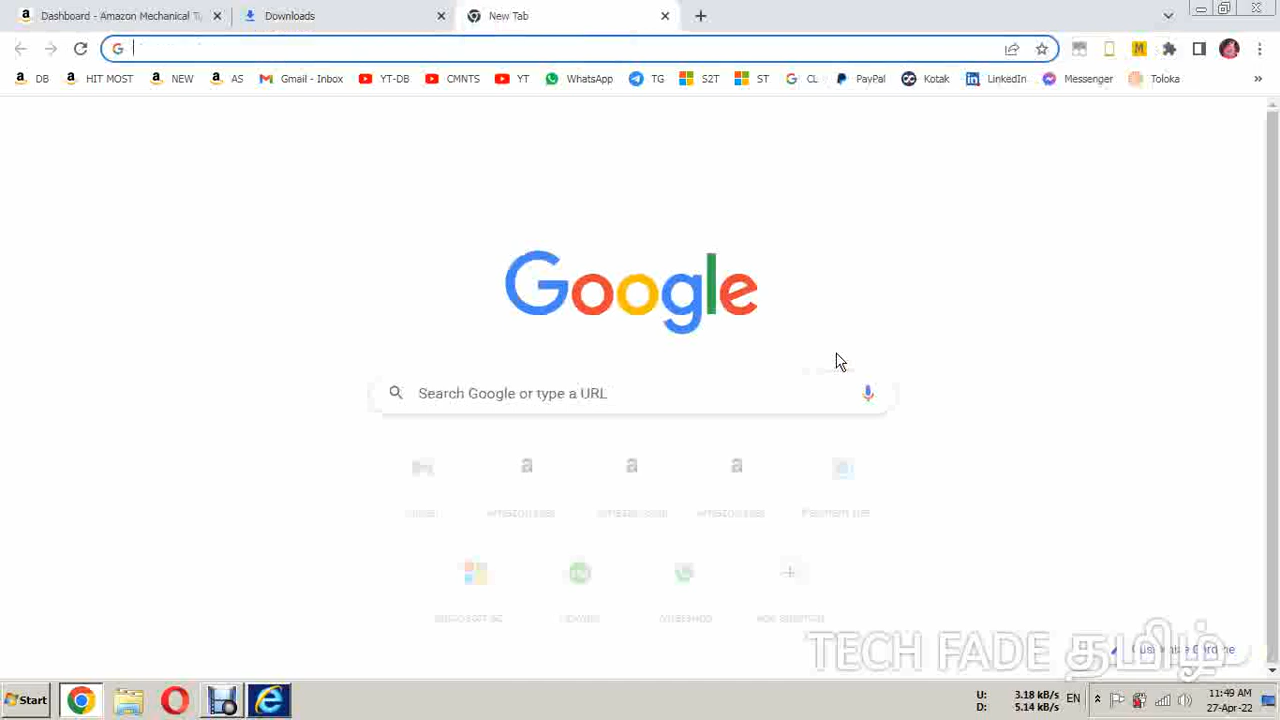 Dashboard - Amazon Mechanical T
Downloads
New Tab
DB
HIT MOST
NEW
AS
Gmail - Inbox
YT-DB
CMNTS
YT
WhatsApp
TG
S2T
ST
CL
PayPal
Kotak
LinkedIn
Messenger
Toloka
»
Google
Search Google or type a URL
TECH FADE தமிழ்
Customize Chrome
Start
U: 3.18 kB/s
D: 5.14 kB/s
EN
11:49 AM
27-Apr-22